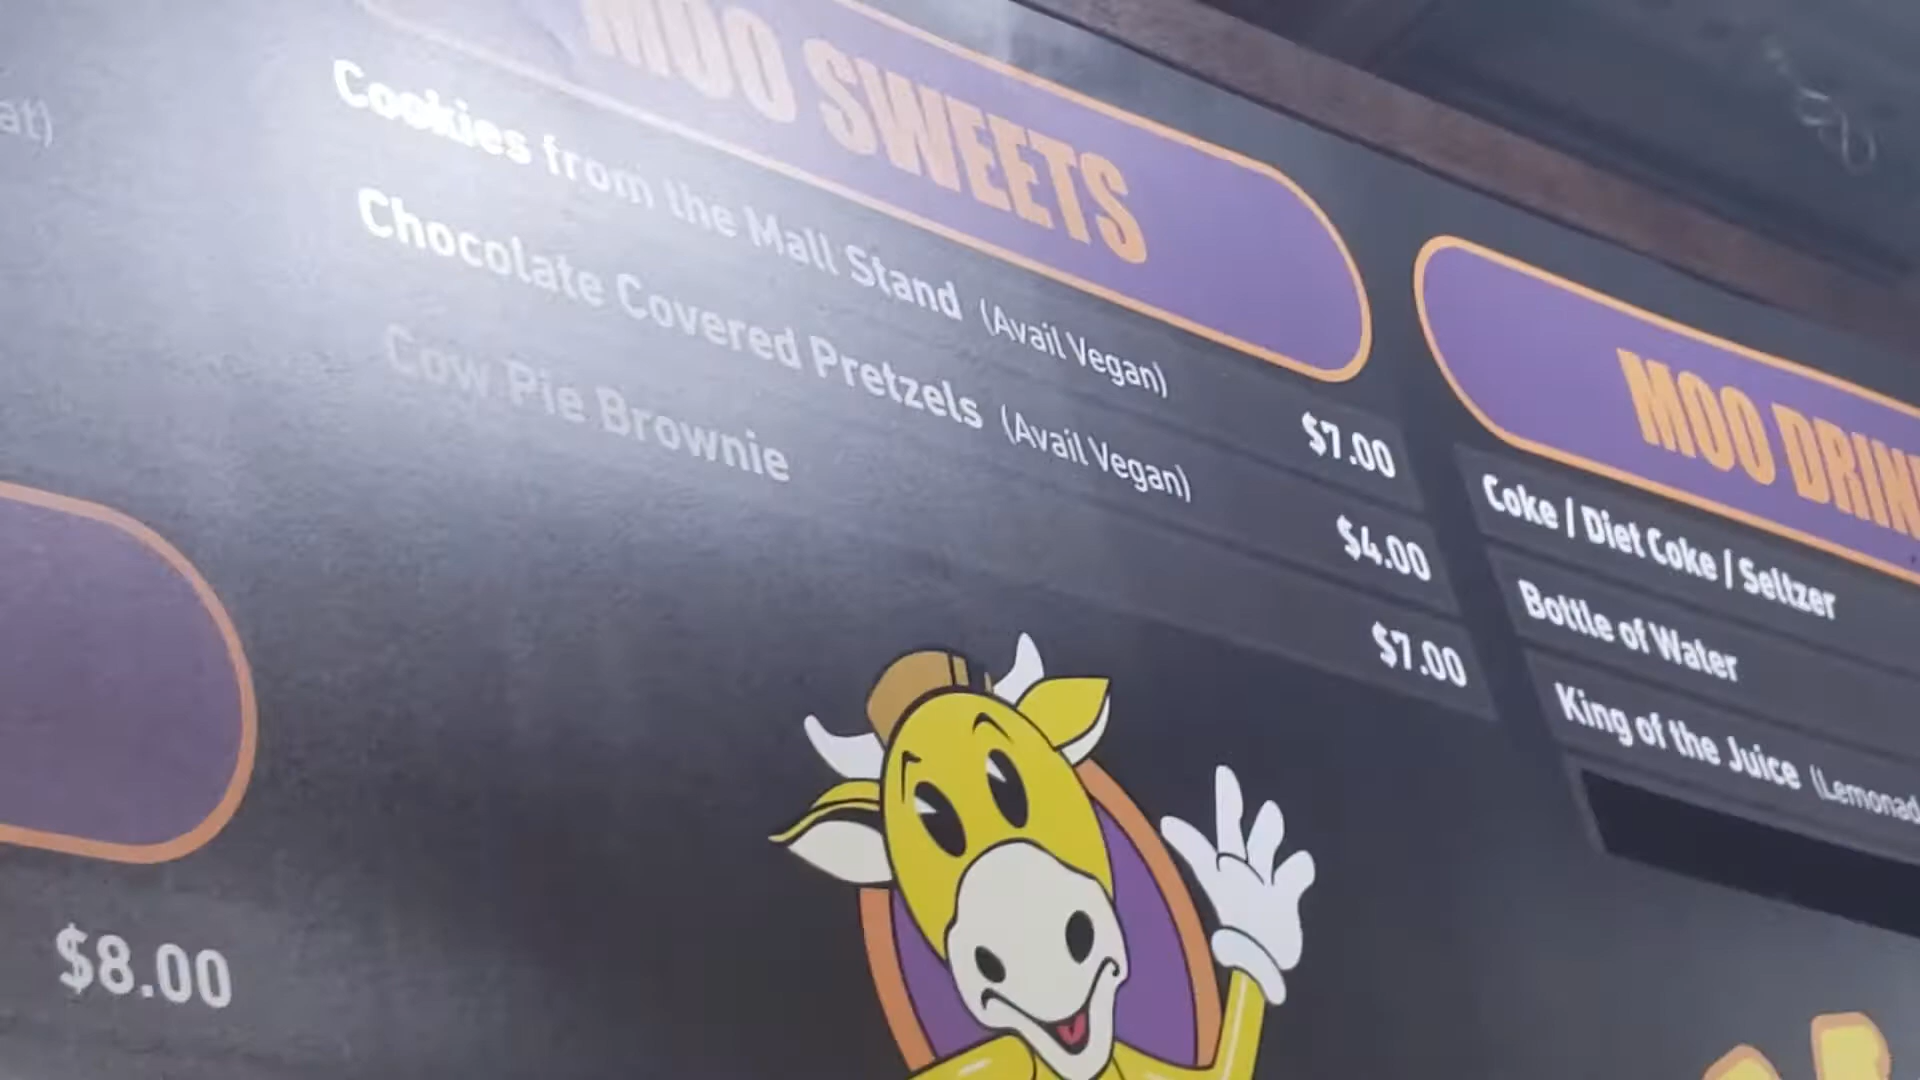 at)
MOO SWEETS
Cookies from the Mall Stand (Avail Vegan) $7.00
Chocolate Covered Pretzels (Avail Vegan) $4.00
Cow Pie Brownie $7.00
$8.00
MOO DRIN
Coke / Diet Coke / Seltzer
Bottle of Water
King of the Juice (Lemonad